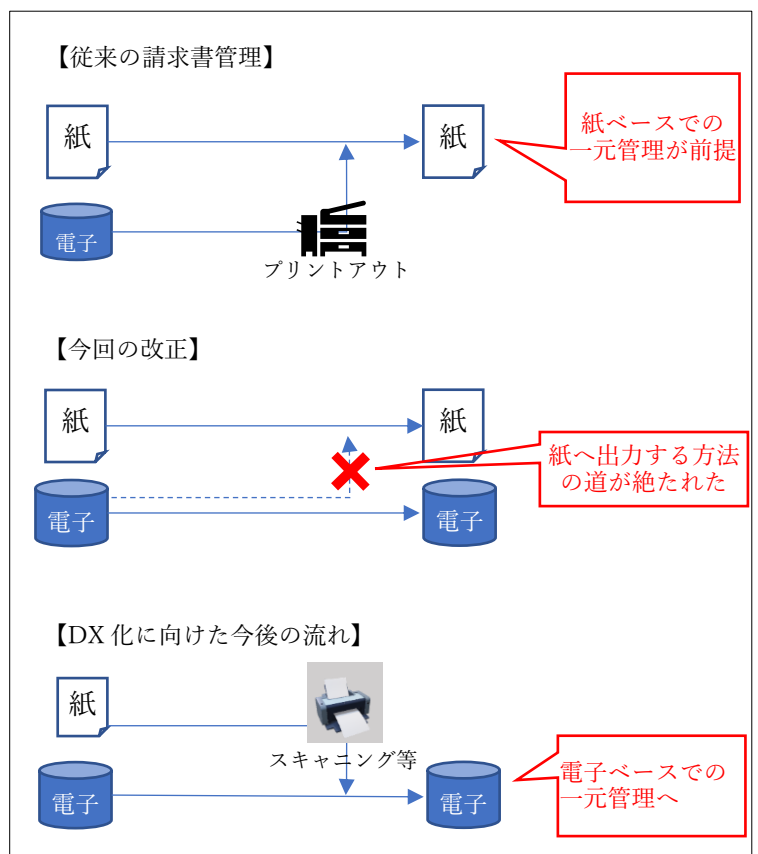 【従来の請求書管理】
紙
紙
紙ベースでの
一元管理が前提
電子
プリントアウト
【今回の改正】
紙
紙
紙へ出力する方法
の道が絶たれた
電子
電子
【DX 化に向けた今後の流れ】
紙
スキャニング等
電子
電子
電子ベースでの
一元管理へ